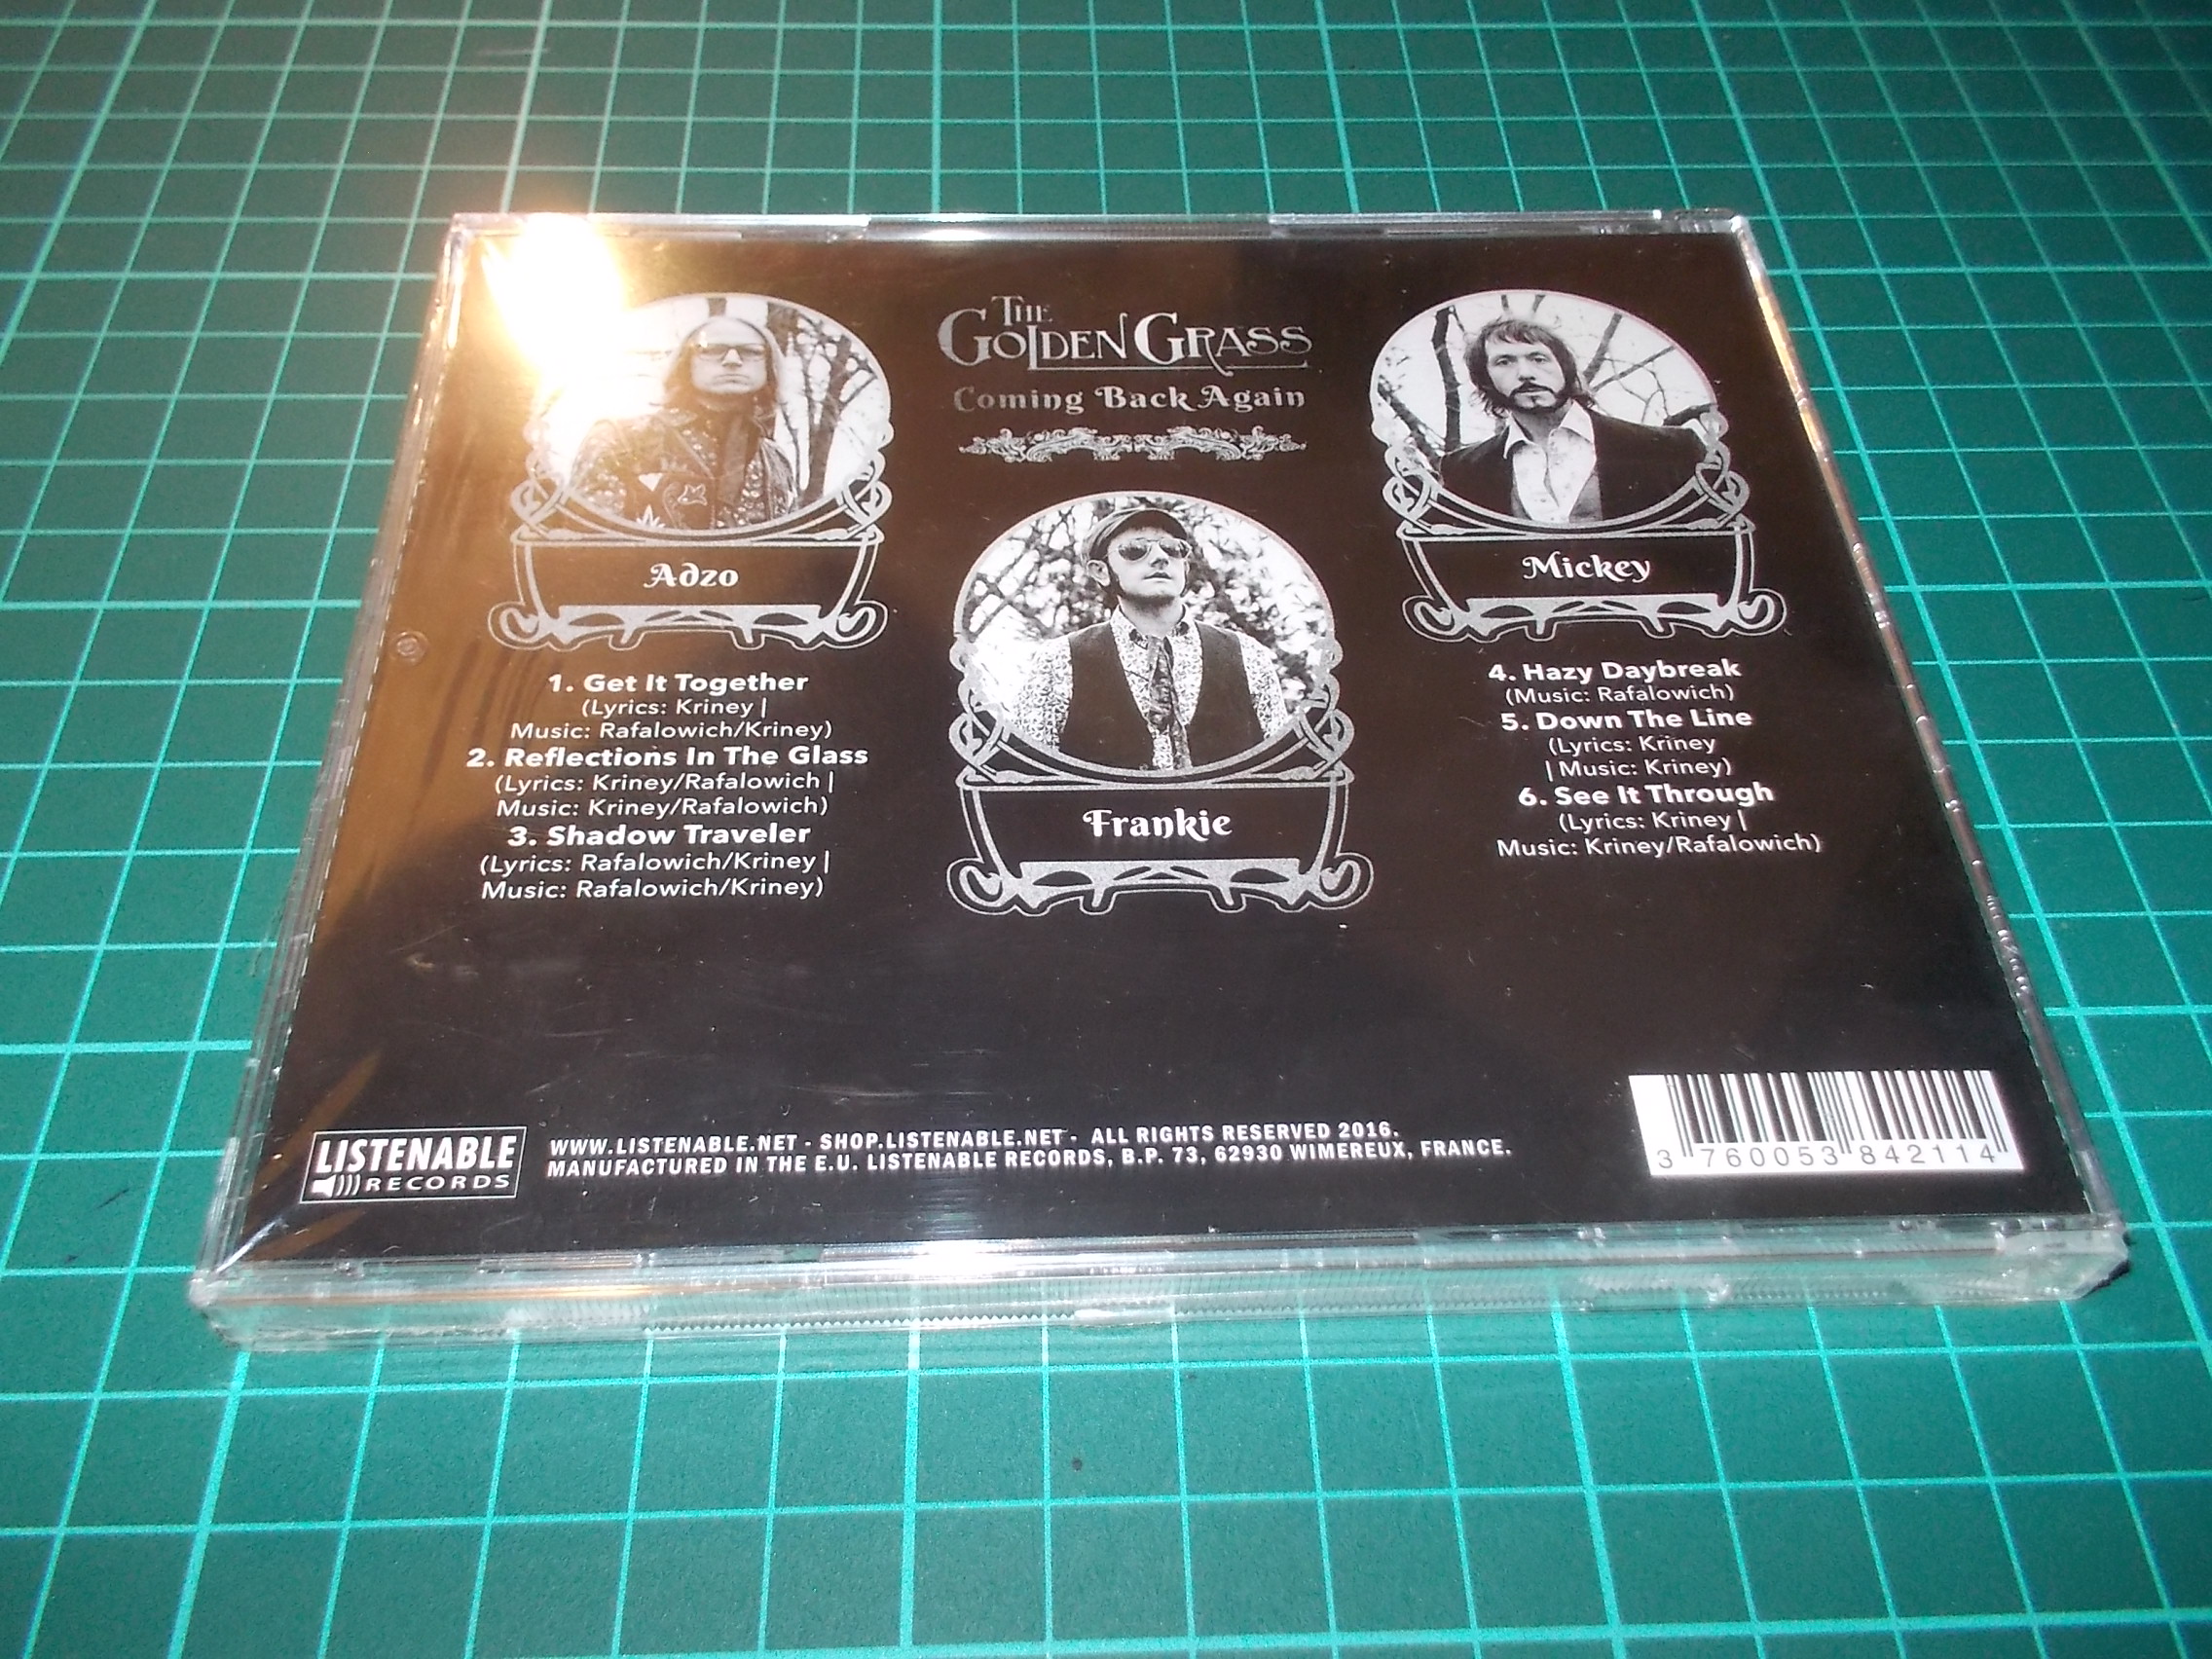 THE
GOLDEN GRASS
Coming Back Again
Adzo
Mickey
Frankie
1. Get It Together
(Lyrics: Kriney |
Music: Rafalowich/Kriney)
2. Reflections In The Glass
(Lyrics: Kriney/Rafalowich |
Music: Kriney/Rafalowich)
3. Shadow Traveler
(Lyrics: Rafalowich/Kriney |
Music: Rafalowich/Kriney)
4. Hazy Daybreak
(Music: Rafalowich)
5. Down The Line
(Lyrics: Kriney
| Music: Kriney)
6. See It Through
(Lyrics: Kriney |
Music: Kriney/Rafalowich)
LISTENABLE
RECORDS
WWW.LISTENABLE.NET - SHOP.LISTENABLE.NET - ALL RIGHTS RESERVED 2016.
MANUFACTURED IN THE E.U. LISTENABLE RECORDS, B.P. 73, 62930 WIMEREUX, FRANCE.
3 760053 842114